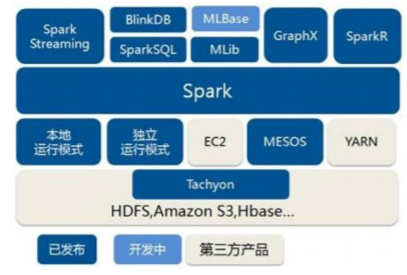 Spark
Streaming
BlinkDB
MLBase
GraphX
SparkR
SparkSQL
MLib
Spark
本地
运行模式
独立
运行模式
EC2
MESOS
YARN
Tachyon
HDFS,Amazon S3,Hbase...
已发布
开发中
第三方产品